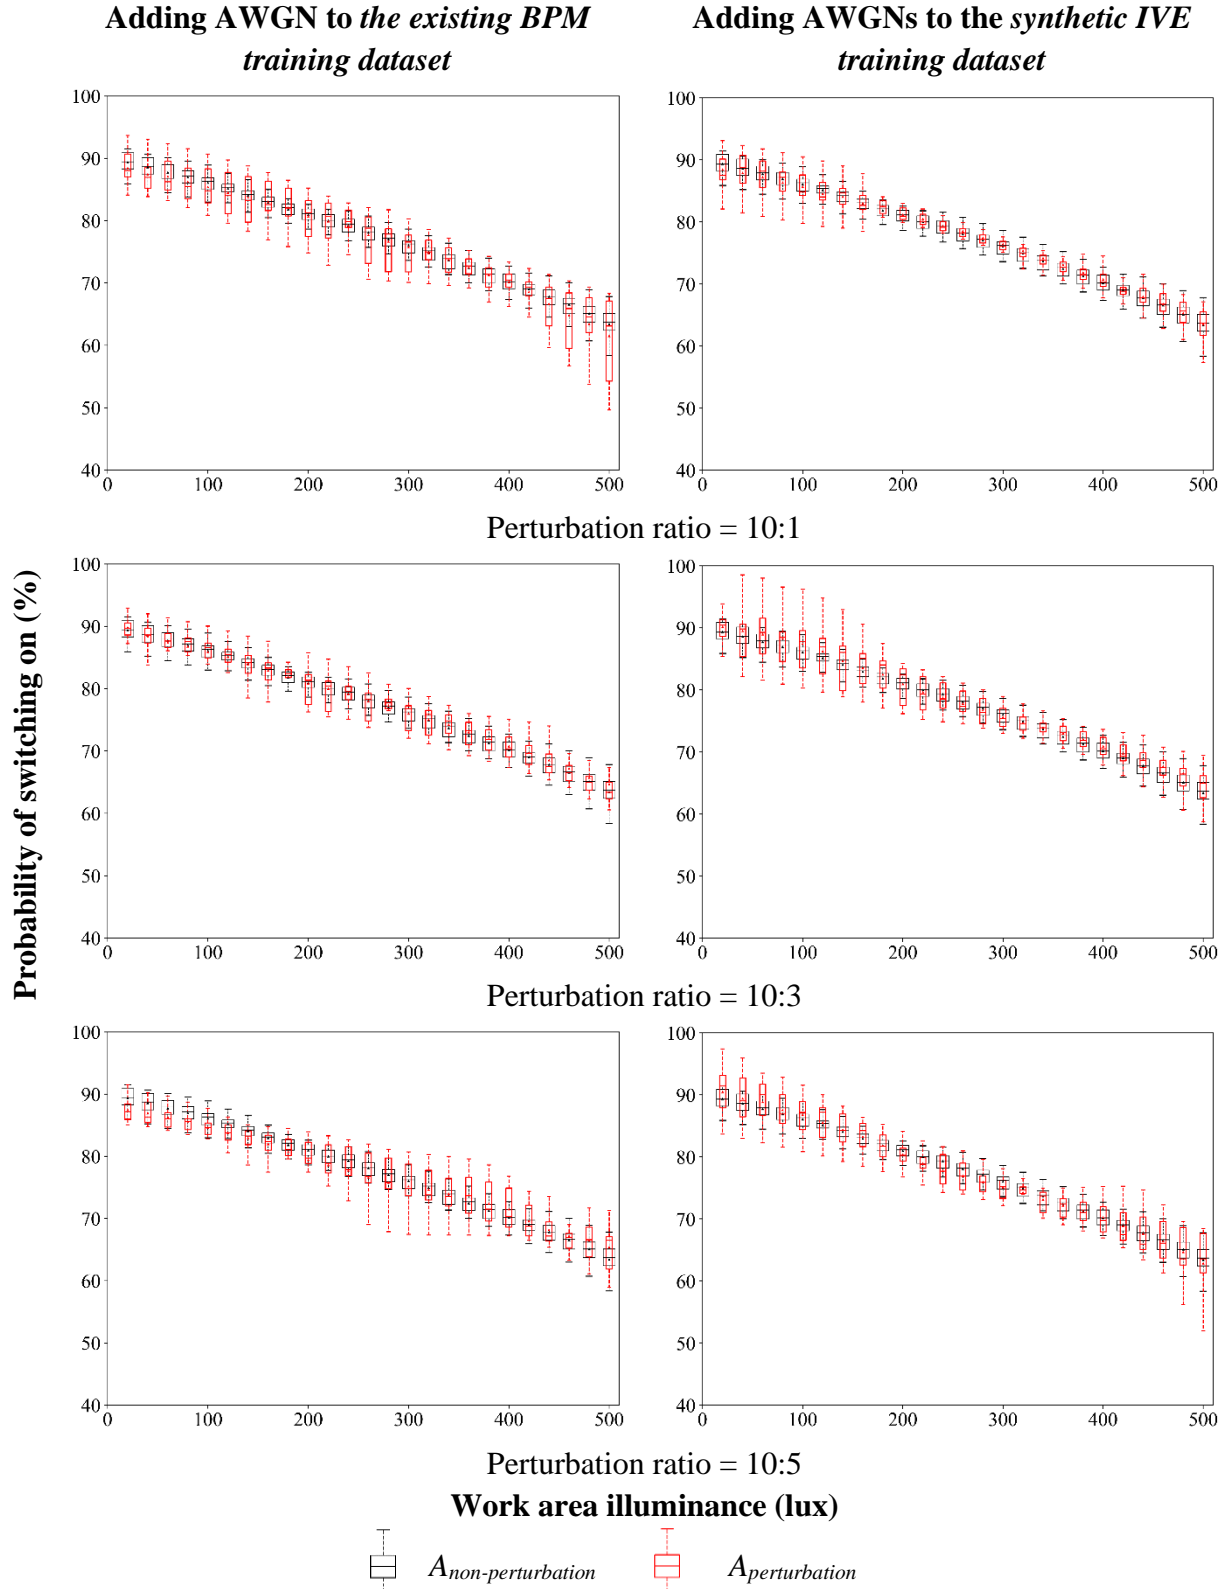 Adding AWGN to the existing BPM
training dataset
Adding AWGNs to the synthetic IVE
training dataset
100
90
80
70
60
50
40
0 100 200 300 400 500
100
90
80
70
60
50
40
0 100 200 300 400 500
Perturbation ratio = 10:1
Probability of switching on (%)
100
90
80
70
60
50
40
0 100 200 300 400 500
100
90
80
70
60
50
40
0 100 200 300 400 500
Perturbation ratio = 10:3
100
90
80
70
60
50
40
0 100 200 300 400 500
100
90
80
70
60
50
40
0 100 200 300 400 500
Perturbation ratio = 10:5
Work area illuminance (lux)
Anon-perturbation
Aperturbation